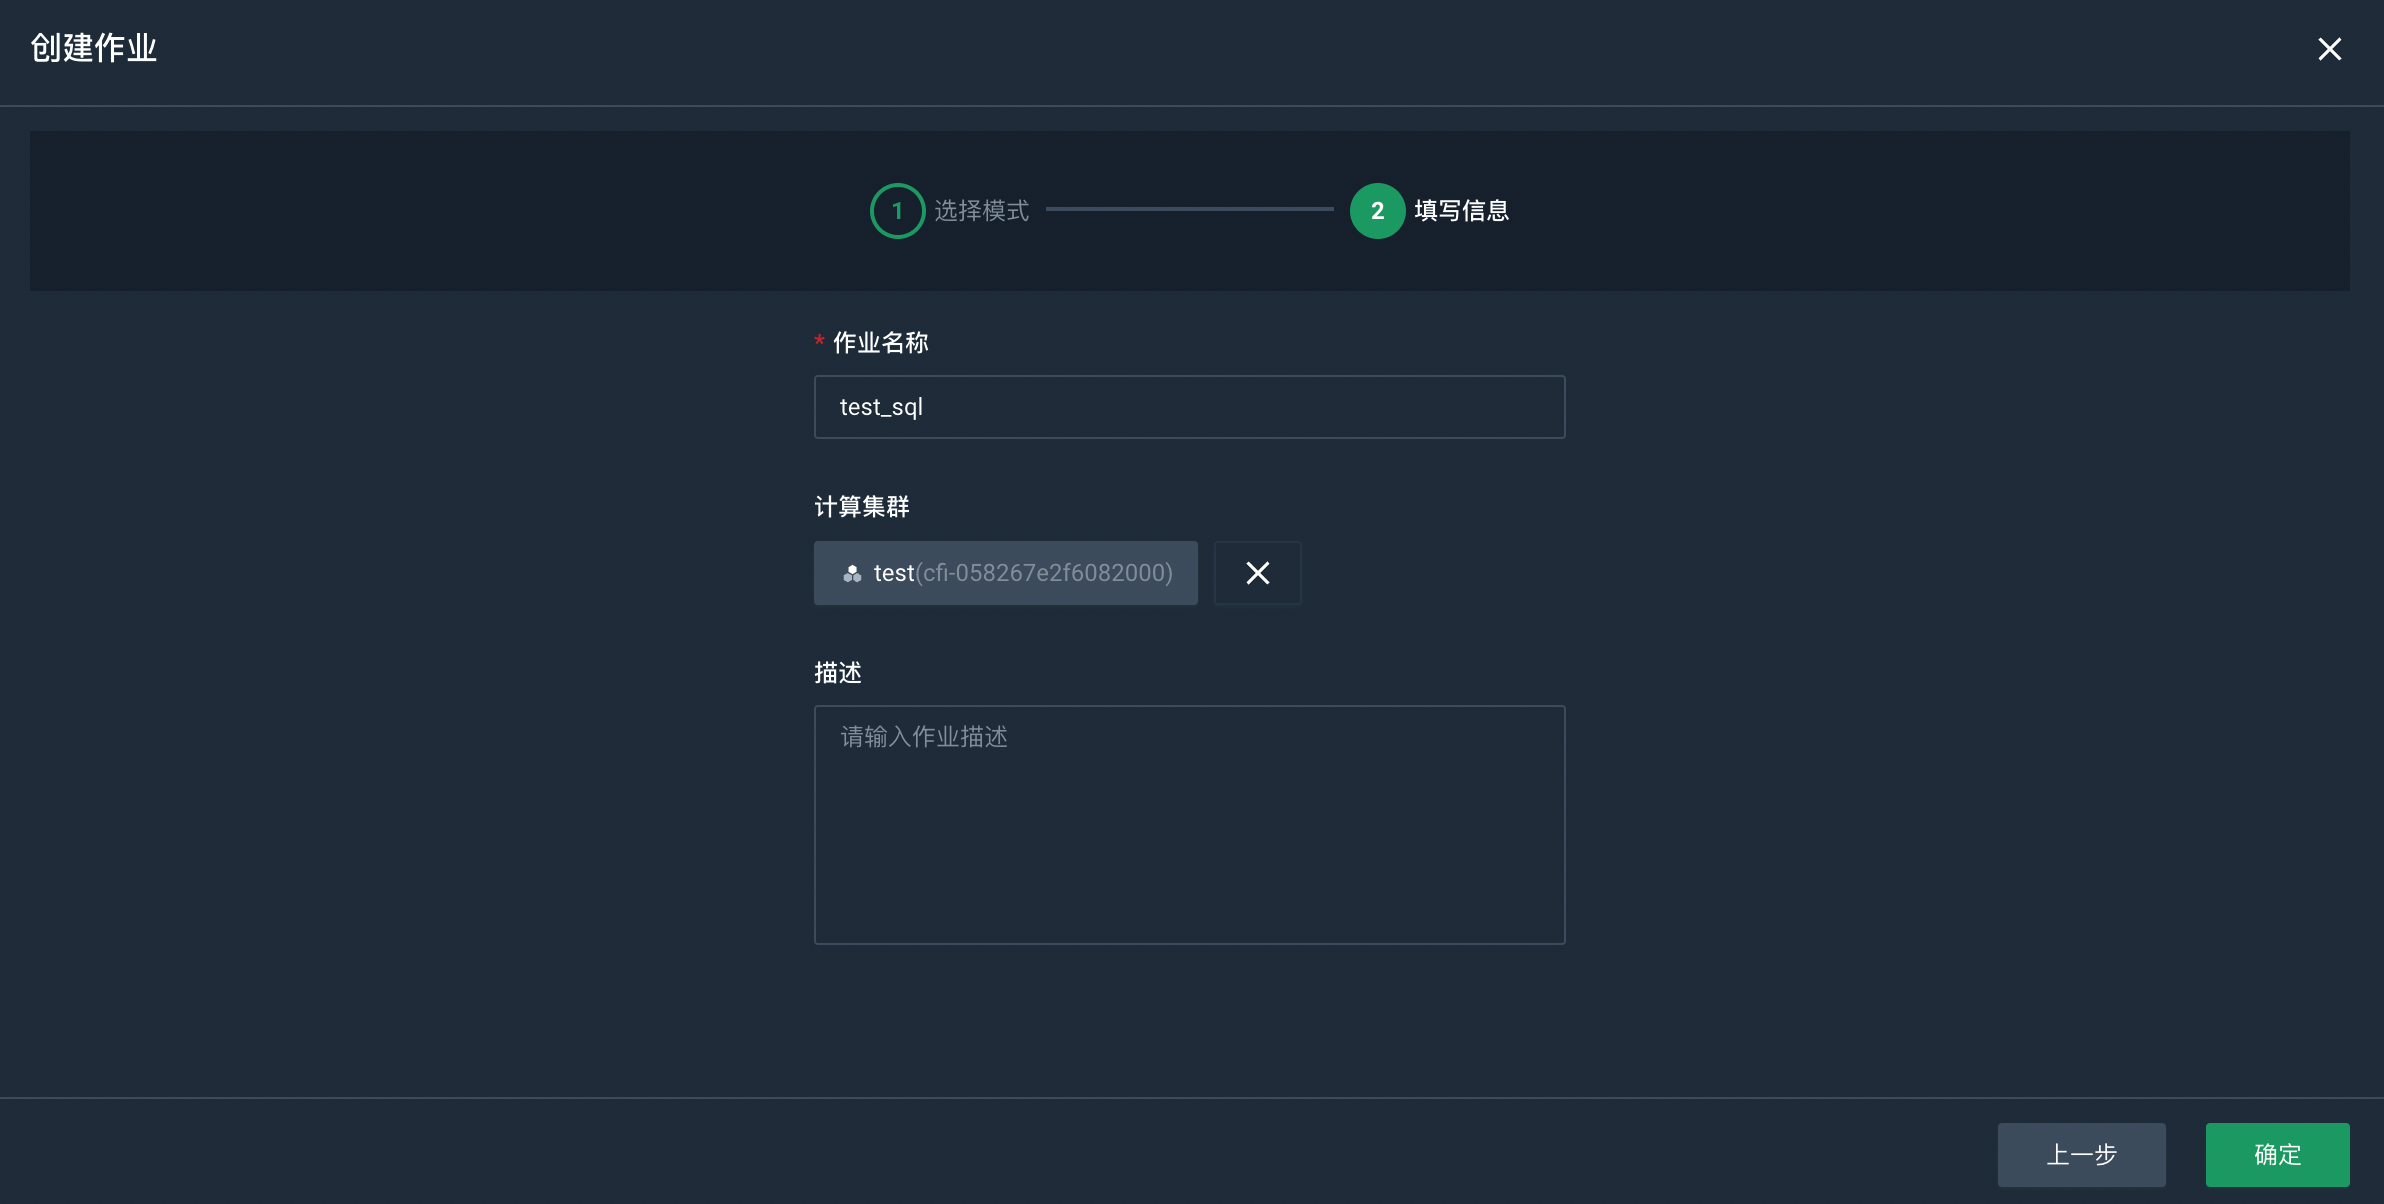 创建作业
1 选择模式 2 填写信息
* 作业名称
test_sql
计算集群
test(cfi-058267e2f6082000)
描述
请输入作业描述
上一步 确定